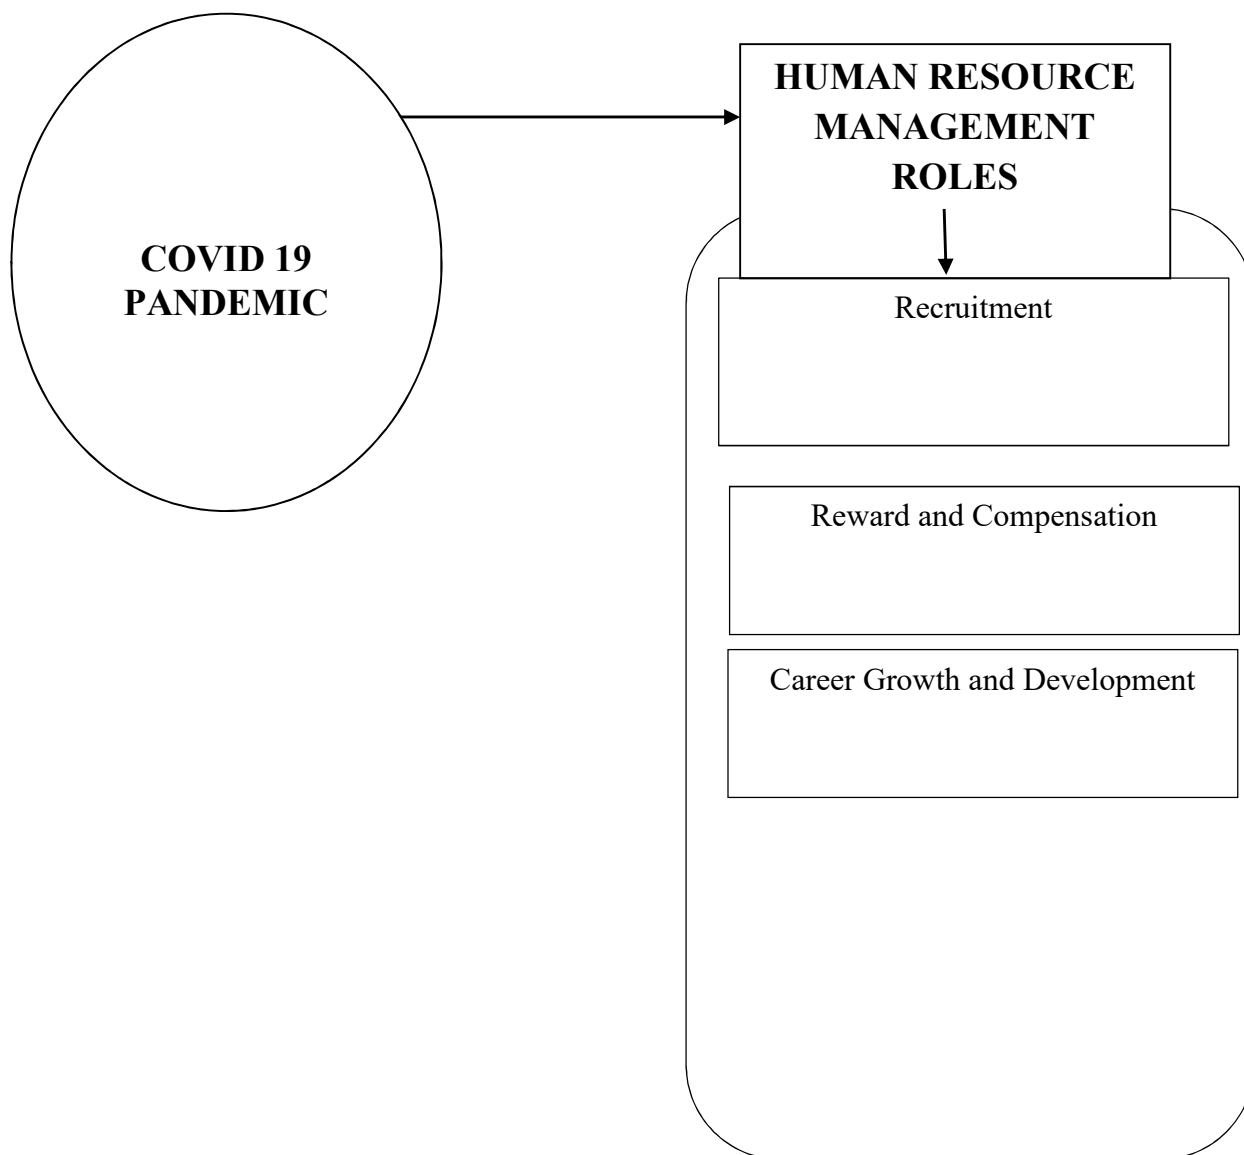 HUMAN RESOURCE
MANAGEMENT
ROLES
COVID 19
PANDEMIC
Recruitment
Reward and Compensation
Career Growth and Development